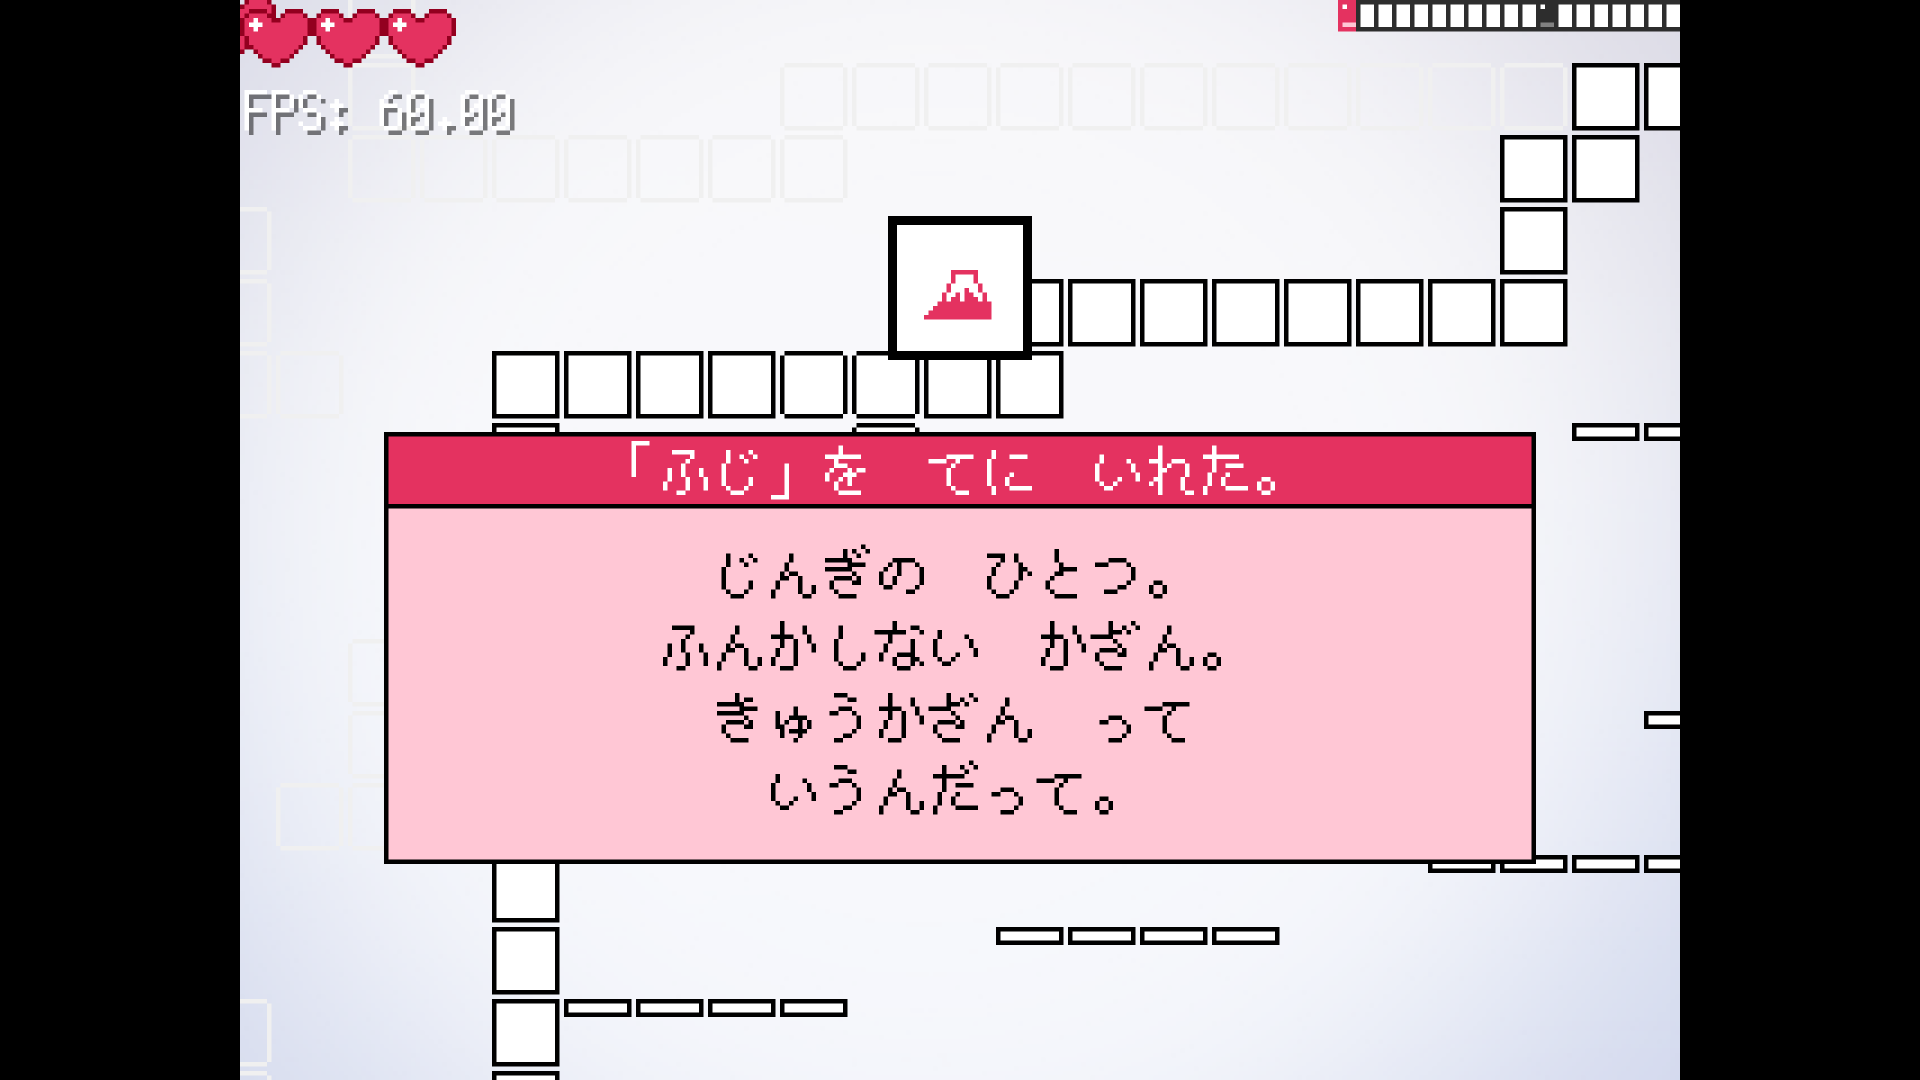 FPS: 60.00
「ふじ」を　てに　いれた。
じんぎの　ひとつ。
ふんかしない　かざん。
きゅうかざん　って
いうんだって。